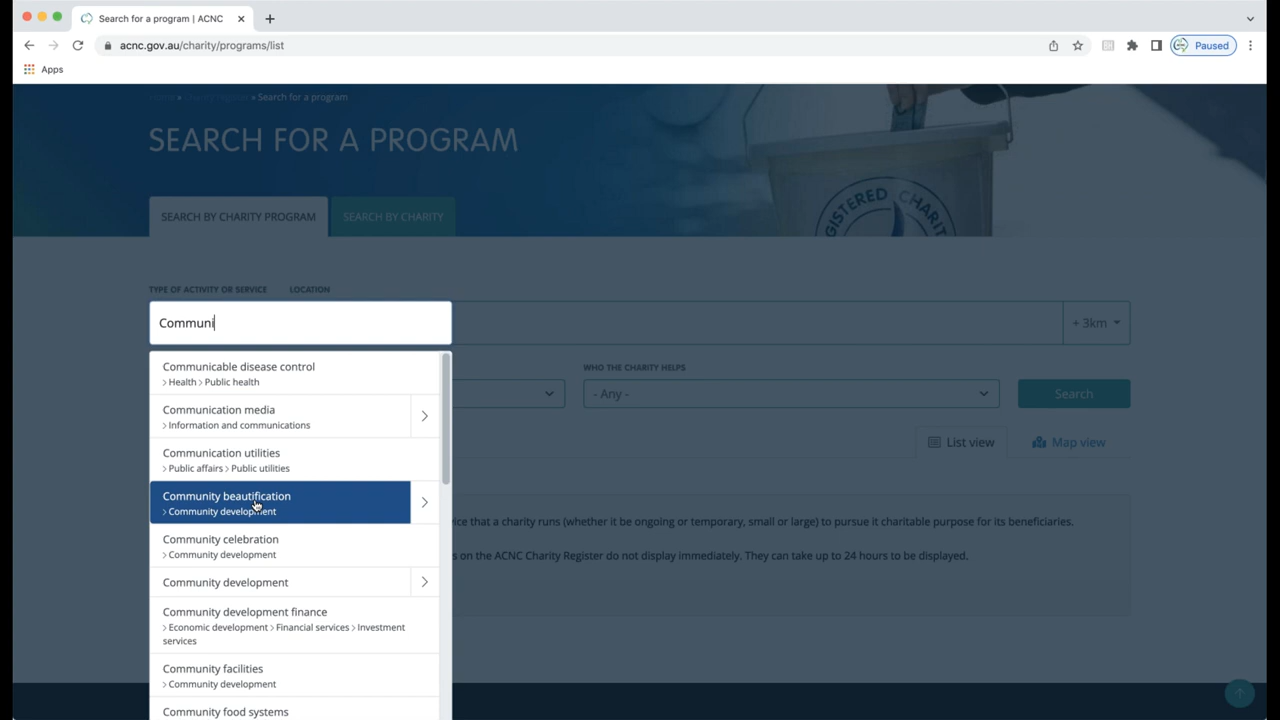 Search for a program | ACNC
acnc.gov.au/charity/programs/list
Paused
Apps
» Search for a program
SEARCH FOR A PROGRAM
SEARCH BY CHARITY PROGRAM
SEARCH BY CHARITY
TYPE OF ACTIVITY OR SERVICE
LOCATION
Communi
+ 3km
Communicable disease control
> Health > Public health
WHO THE CHARITY HELPS
- Any -
Search
Communication media
> Information and communications
List view
Map view
Communication utilities
> Public affairs > Public utilities
Community beautification
> Community development
vice that a charity runs (whether it be ongoing or temporary, small or large) to pursue it charitable purpose for its beneficiaries.
Community celebration
> Community development
s on the ACNC Charity Register do not display immediately. They can take up to 24 hours to be displayed.
Community development
Community development finance
> Economic development > Financial services > Investment
services
Community facilities
> Community development
Community food systems